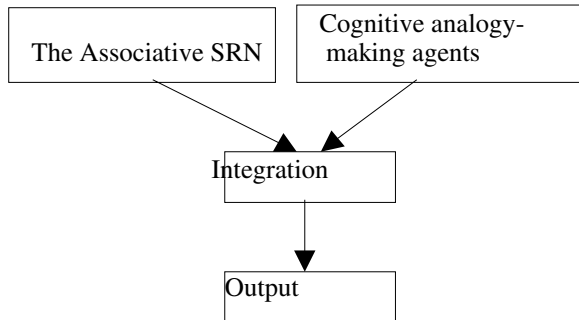 The Associative SRN
Cognitive analogy-
making agents
Integration
Output